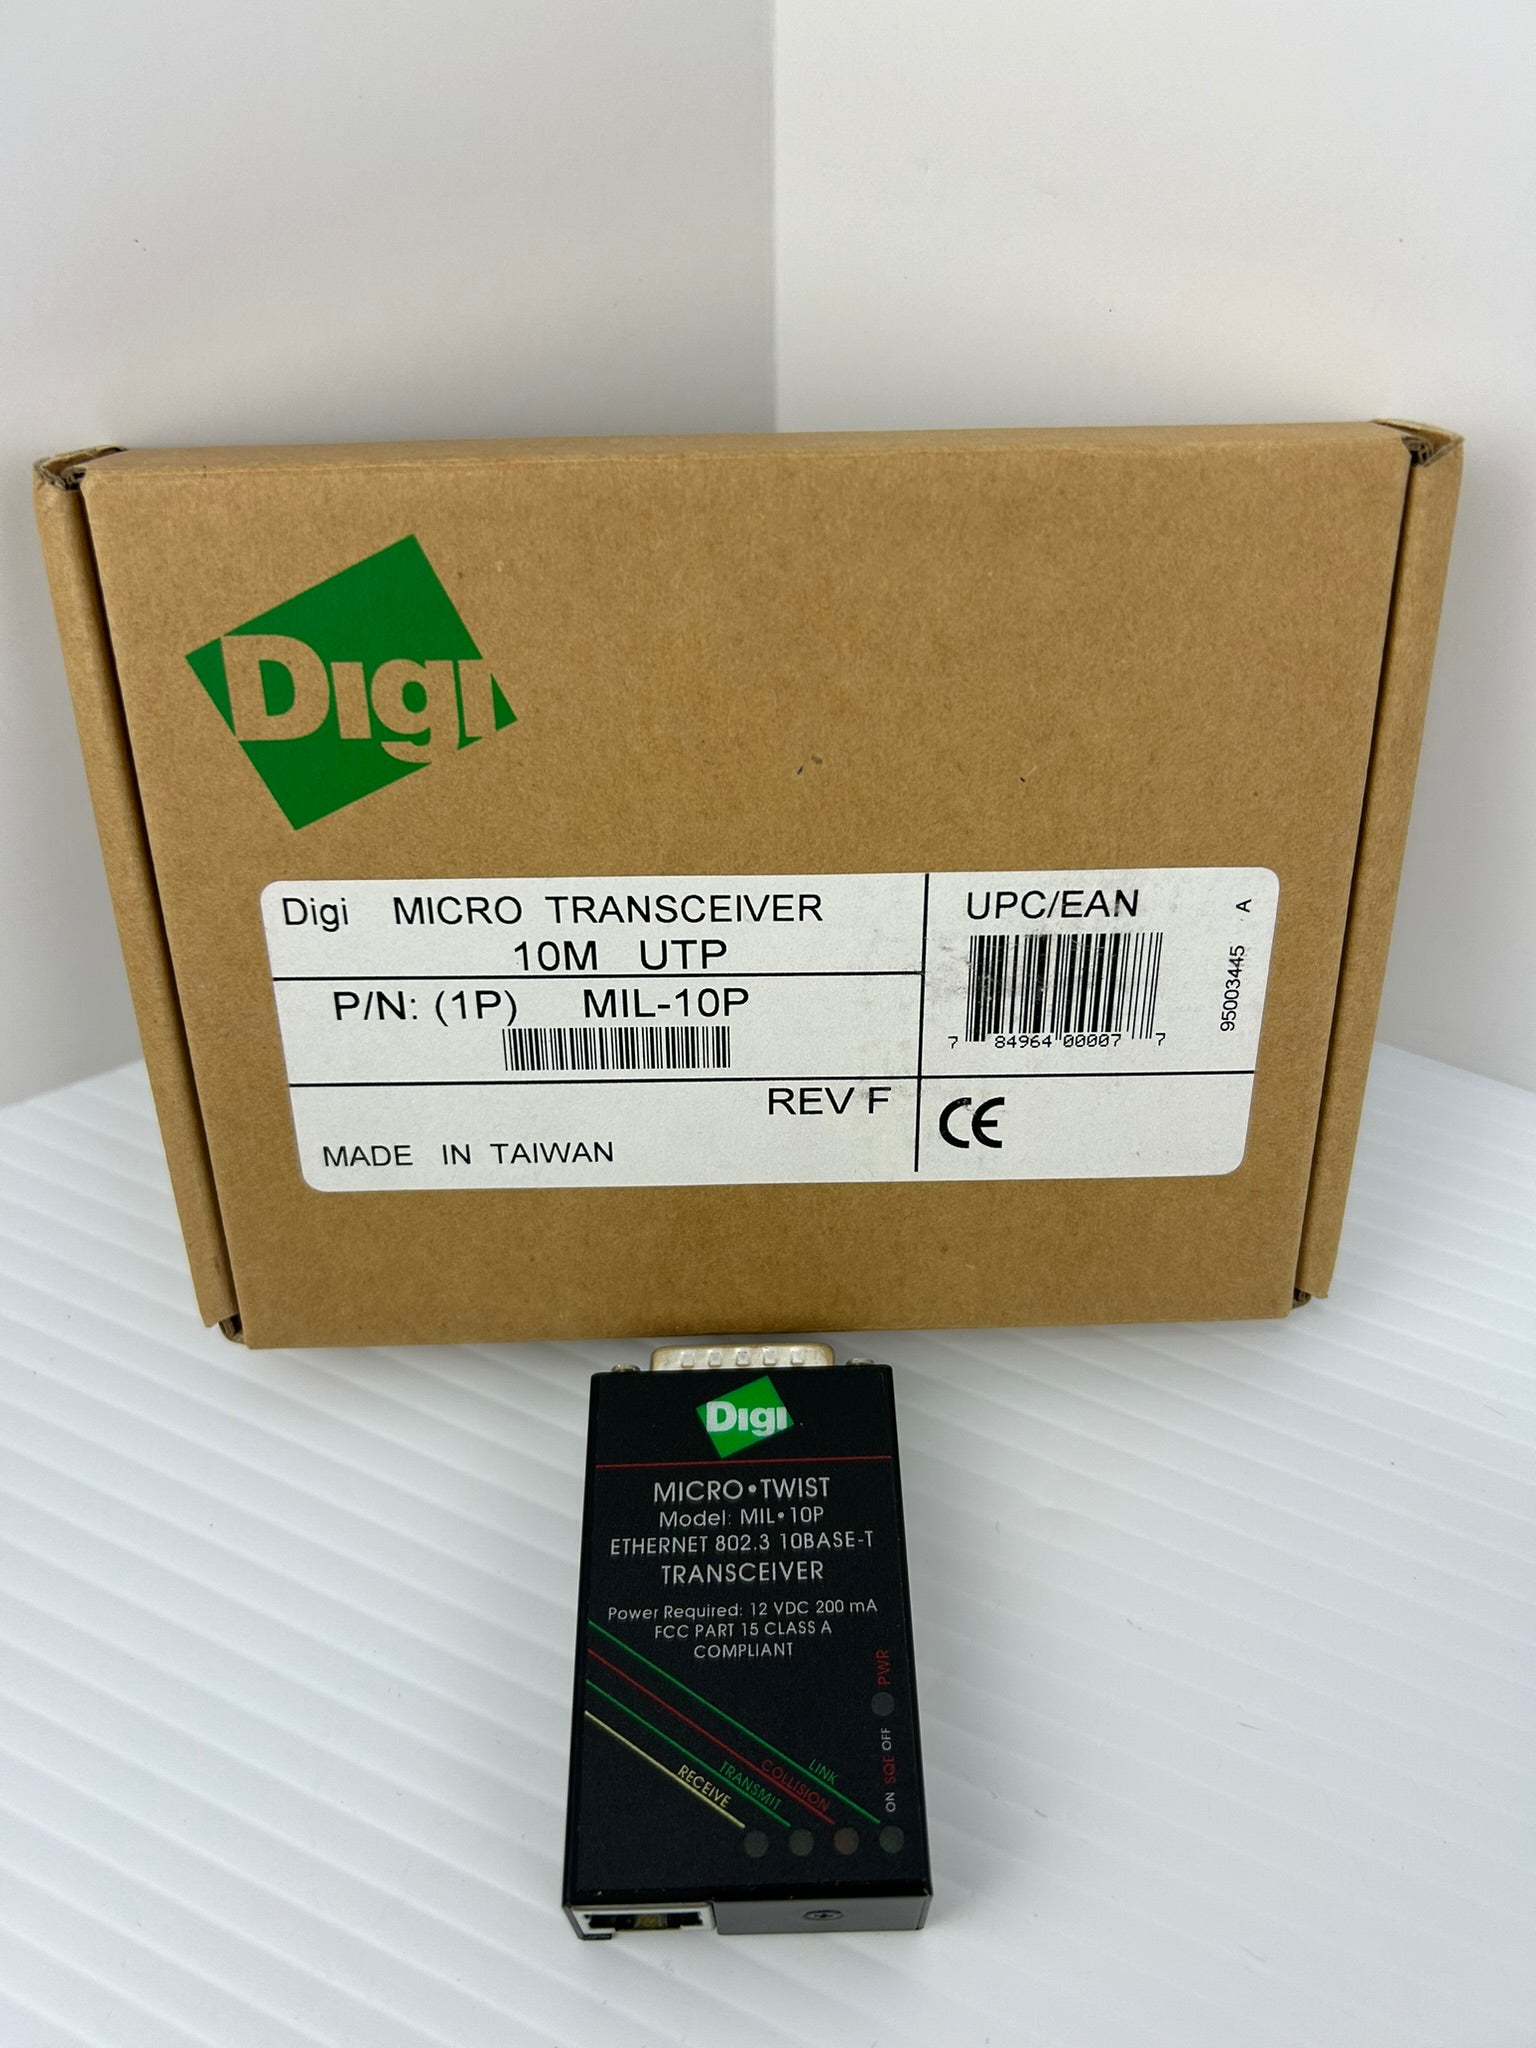 Digi
Digi MICRO TRANSCEIVER
10M UTP
P/N: (1P) MIL-10P
REV F
MADE IN TAIWAN
UPC/EAN
7 84964 00007 7
95003445 A
CE
Digi
MICRO•TWIST
Model: MIL•10P
ETHERNET 802.3 10BASE-T
TRANSCEIVER
Power Required: 12 VDC 200 mA
FCC PART 15 CLASS A
COMPLIANT
PWR
ON SQE OFF
LINK
COLLISION
TRANSMIT
RECEIVE